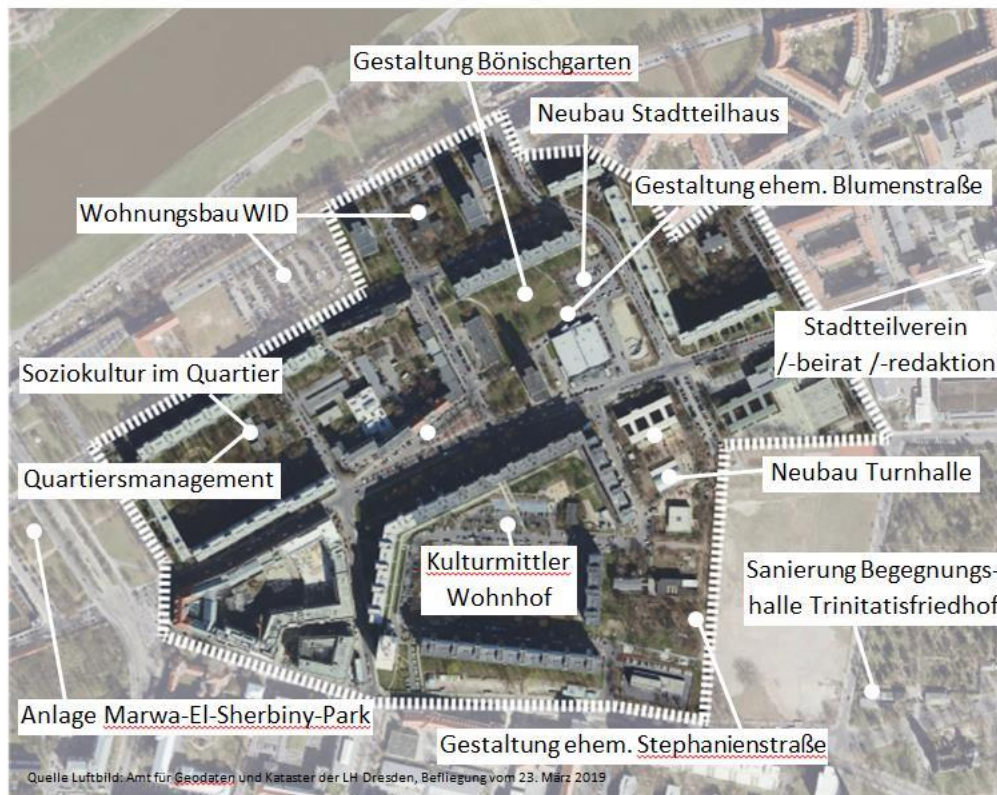 Gestaltung Bönischgarten
Neubau Stadtteilhaus
Gestaltung ehem. Blumenstraße
Wohnungsbau WID
Stadtteilverein
/-beirat /-redaktion
Soziokultur im Quartier
Quartiersmanagement
Neubau Turnhalle
Kulturmittler
Wohnhof
Sanierung Begegnungs-
halle Trinitatisfriedhof
Anlage Marwa-El-Sherbiny-Park
Gestaltung ehem. Stephanienstraße
Quelle Luftbild: Amt für Geodaten und Kataster der LH Dresden, Befliegung vom 23. März 2019